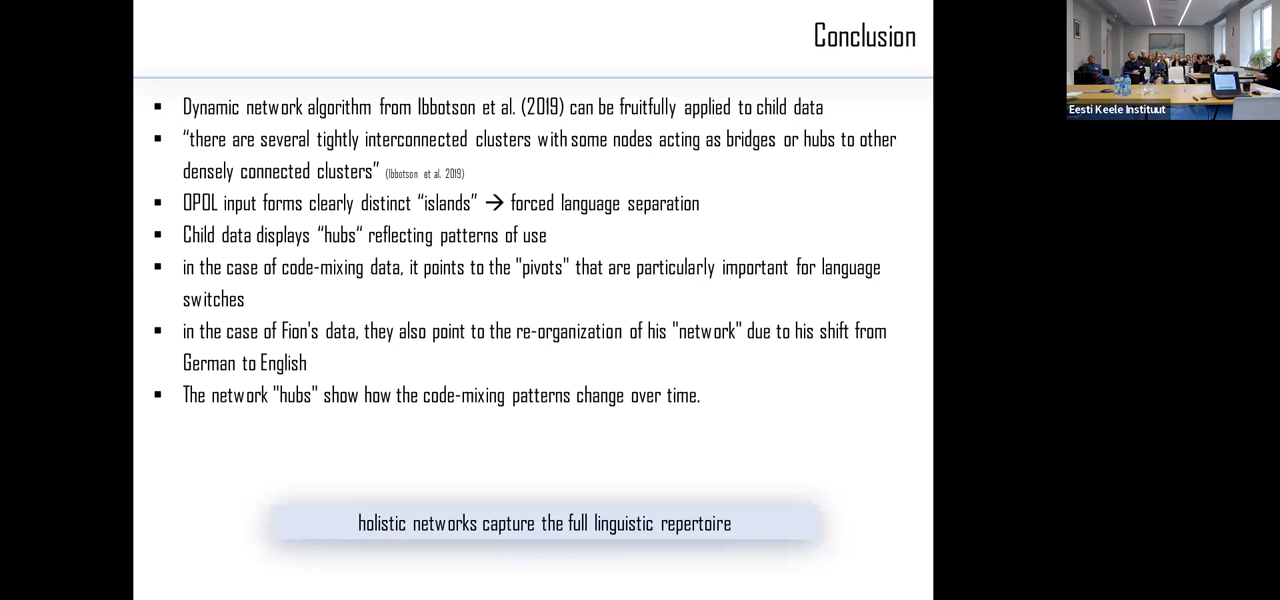 Conclusion
▪ Dynamic network algorithm from Ibbotson et al. (2019) can be fruitfully applied to child data
▪ “there are several tightly interconnected clusters with some nodes acting as bridges or hubs to other
densely connected clusters” (Ibbotson et al. 2019)
▪ OPOL input forms clearly distinct “islands” → forced language separation
▪ Child data displays “hubs“ reflecting patterns of use
▪ in the case of code-mixing data, it points to the "pivots" that are particularly important for language
switches
▪ in the case of Fion's data, they also point to the re-organization of his "network" due to his shift from
German to English
▪ The network "hubs" show how the code-mixing patterns change over time.
holistic networks capture the full linguistic repertoire
Eesti Keele Instituut